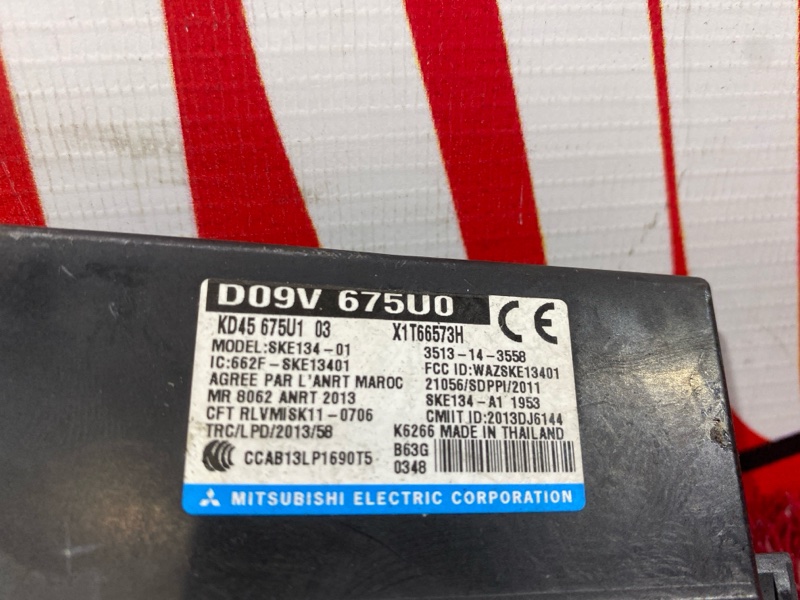 D09V 675U0
CE
KD45 675U1 03 X1T66573H
MODEL:SKE134-01 3513-14-3558
IC:662F-SKE13401 FCC ID:WAZSKE13401
AGREE PAR L'ANRT MAROC 21056/SDPPI/2011
MR 8062 ANRT 2013 SKE134-A1 1953
CFT RLVMISK11-0706 CMIIT ID:2013DJ6144
TRC/LPD/2013/58 K6266 MADE IN THAILAND
CCAB13LP1690T5 B63G
0348
MITSUBISHI ELECTRIC CORPORATION